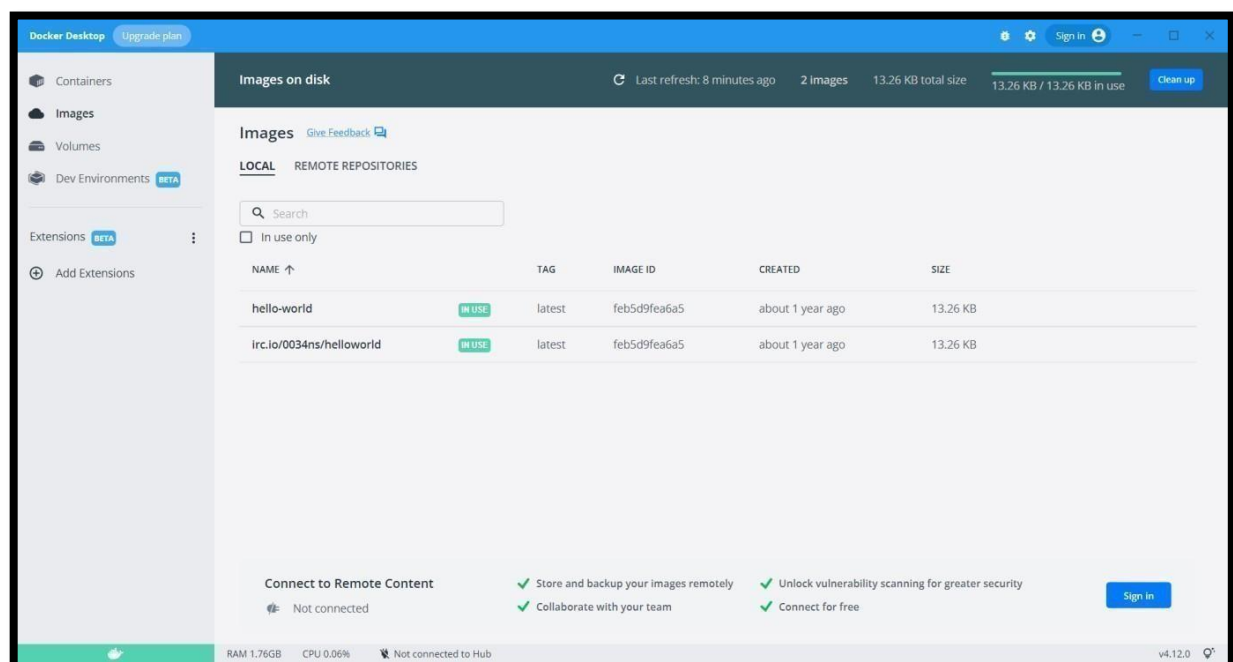 Docker Desktop Upgrade plan Sign in
Containers
Images
Volumes
Dev Environments BETA
Extensions BETA
Add Extensions
Images on disk Last refresh: 8 minutes ago 2 images 13.26 KB total size 13.26 KB / 13.26 KB in use Clean up
Images Give Feedback
LOCAL REMOTE REPOSITORIES
Search
In use only
NAME TAG IMAGE ID CREATED SIZE
hello-world IN USE latest feb5d9fea6a5 about 1 year ago 13.26 KB
irc.io/0034ns/helloworld IN USE latest feb5d9fea6a5 about 1 year ago 13.26 KB
Connect to Remote Content
Not connected
Store and backup your images remotely
Collaborate with your team
Unlock vulnerability scanning for greater security
Connect for free
Sign in
RAM 1.76GB CPU 0.06% Not connected to Hub v4.12.0